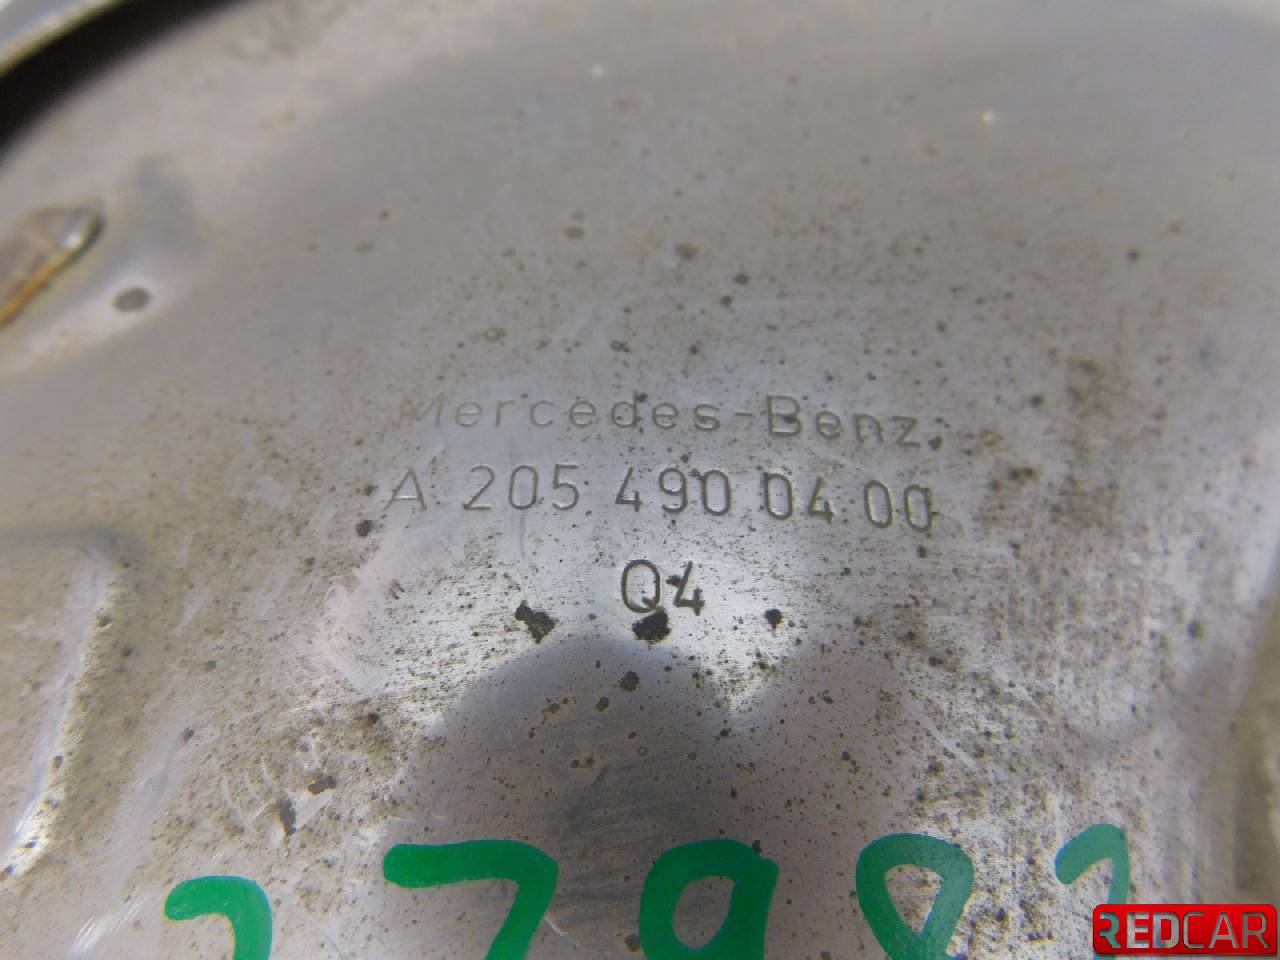 Mercedes-Benz
A 205 490 04 00
Q4
REDCAR